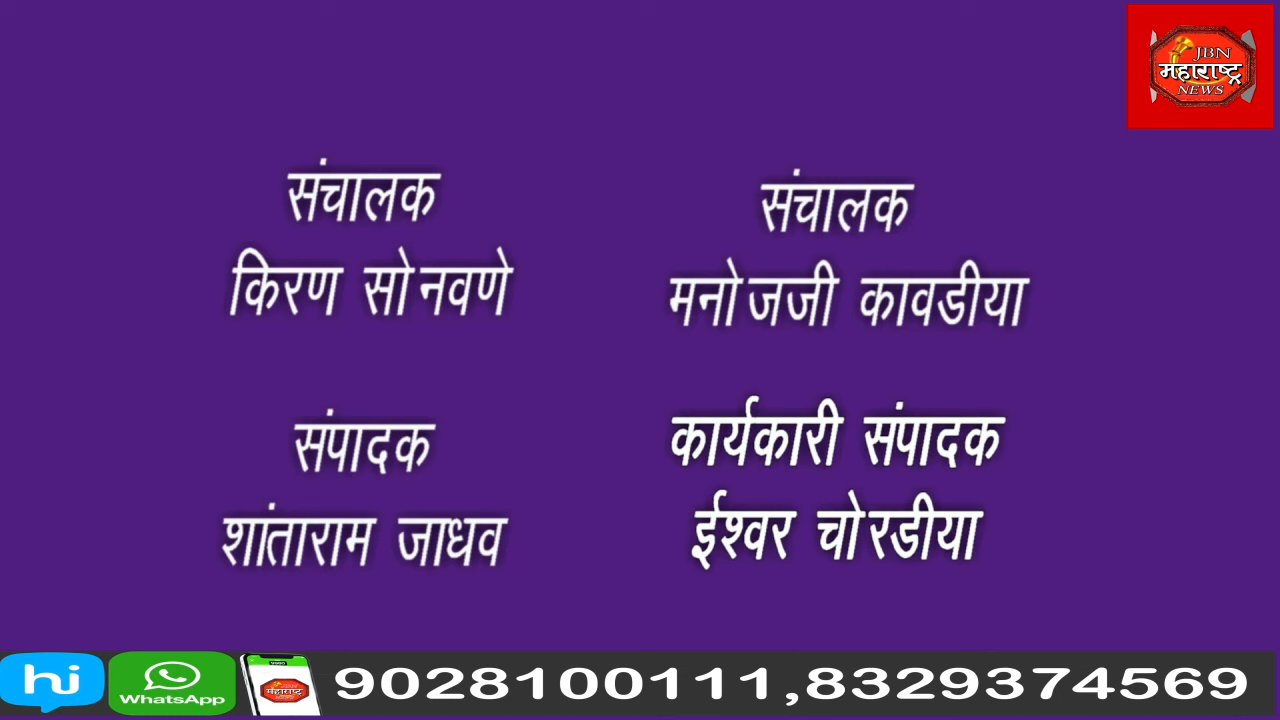 JBN
महाराष्ट्र
NEWS
संचालक
किरण सोनवणे
संचालक
मनोजजी कावडीया
संपादक
शांताराम जाधव
कार्यकारी संपादक
ईश्वर चोरडीया
hi
WhatsApp
महाराष्ट्र
9028100111,8329374569